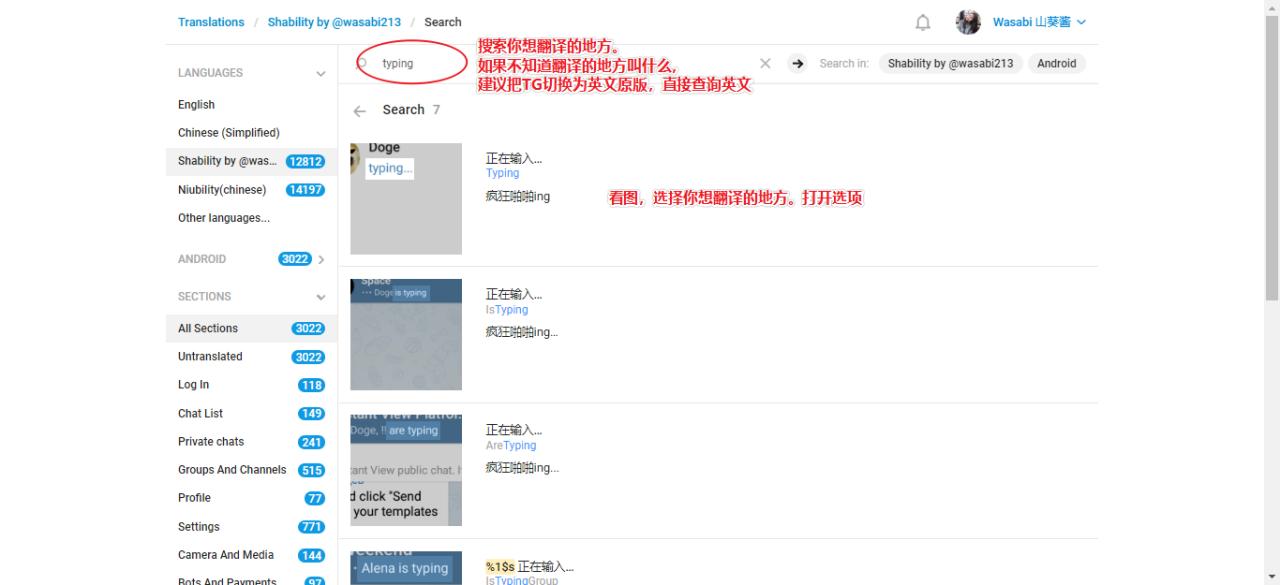 Translations / Shability by @wasabi213 / Search
Wasabi 山葵酱
LANGUAGES
English
Chinese (Simplified)
Shability by @was... 12812
Niubility(chinese) 14197
Other languages...
ANDROID 3022
SECTIONS
All Sections 3022
Untranslated 3022
Log In 118
Chat List 149
Private chats 241
Groups And Channels 515
Profile 77
Settings 771
Camera And Media 144
Bots And Payments 97
typing
搜索你想翻译的地方。
如果不知道翻译的地方叫什么,
建议把TG切换为英文原版，直接查询英文
Search in: Shability by @wasabi213 Android
Search 7
Doge
typing...
正在输入...
Typing
疯狂啪啪ing
看图，选择你想翻译的地方。打开选项
Space
Doge is typing
正在输入...
IsTyping
疯狂啪啪ing...
tant View Platfor
Doge, !! are typing
tant View public chat. I
d click "Send
your templates
正在输入...
AreTyping
疯狂啪啪ing...
eekend
Alena is typing
%1$s 正在输入...
IsTypingGroup